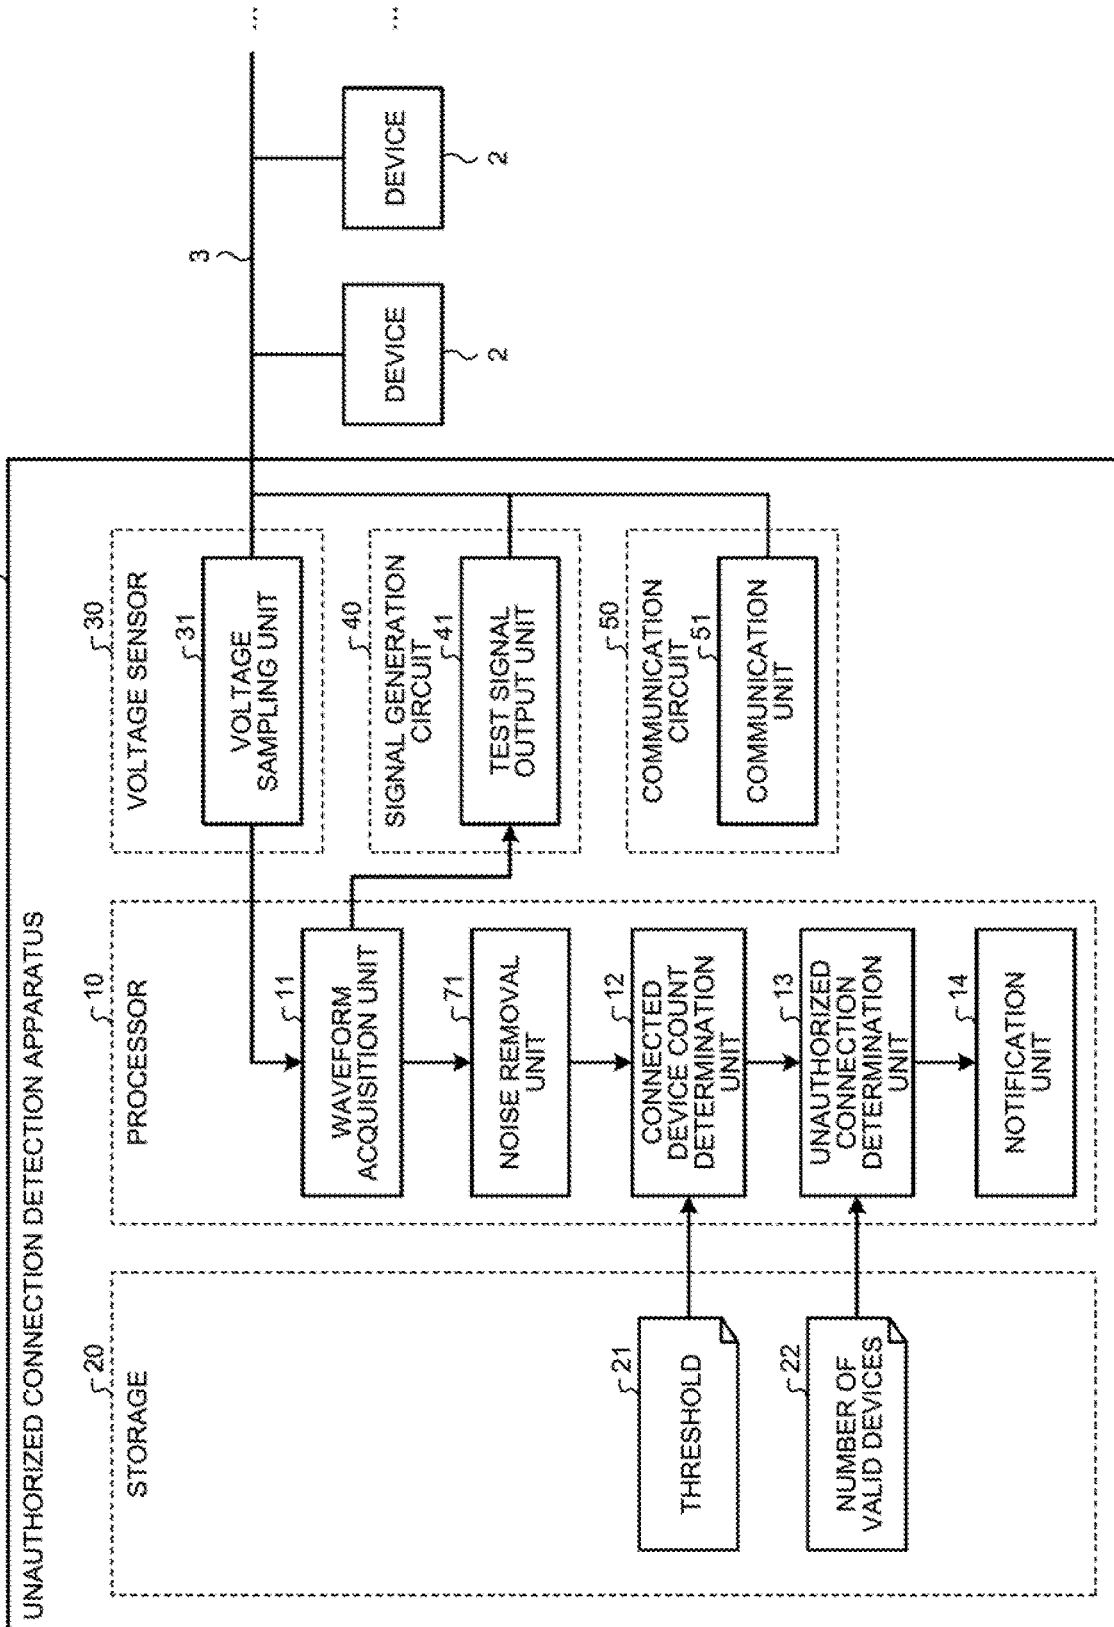 UNAUTHORIZED CONNECTION DETECTION APPARATUS
20
STORAGE
21
THRESHOLD
22
NUMBER OF
VALID DEVICES
10
PROCESSOR
11
WAVEFORM
ACQUISITION UNIT
71
NOISE REMOVAL
UNIT
12
CONNECTED
DEVICE COUNT
DETERMINATION
UNIT
13
UNAUTHORIZED
CONNECTION
DETERMINATION
UNIT
14
NOTIFICATION
UNIT
30
VOLTAGE SENSOR
31
VOLTAGE
SAMPLING UNIT
40
SIGNAL GENERATION
CIRCUIT
41
TEST SIGNAL
OUTPUT UNIT
50
COMMUNICATION
CIRCUIT
51
COMMUNICATION
UNIT
3
DEVICE
2
DEVICE
2
...
...